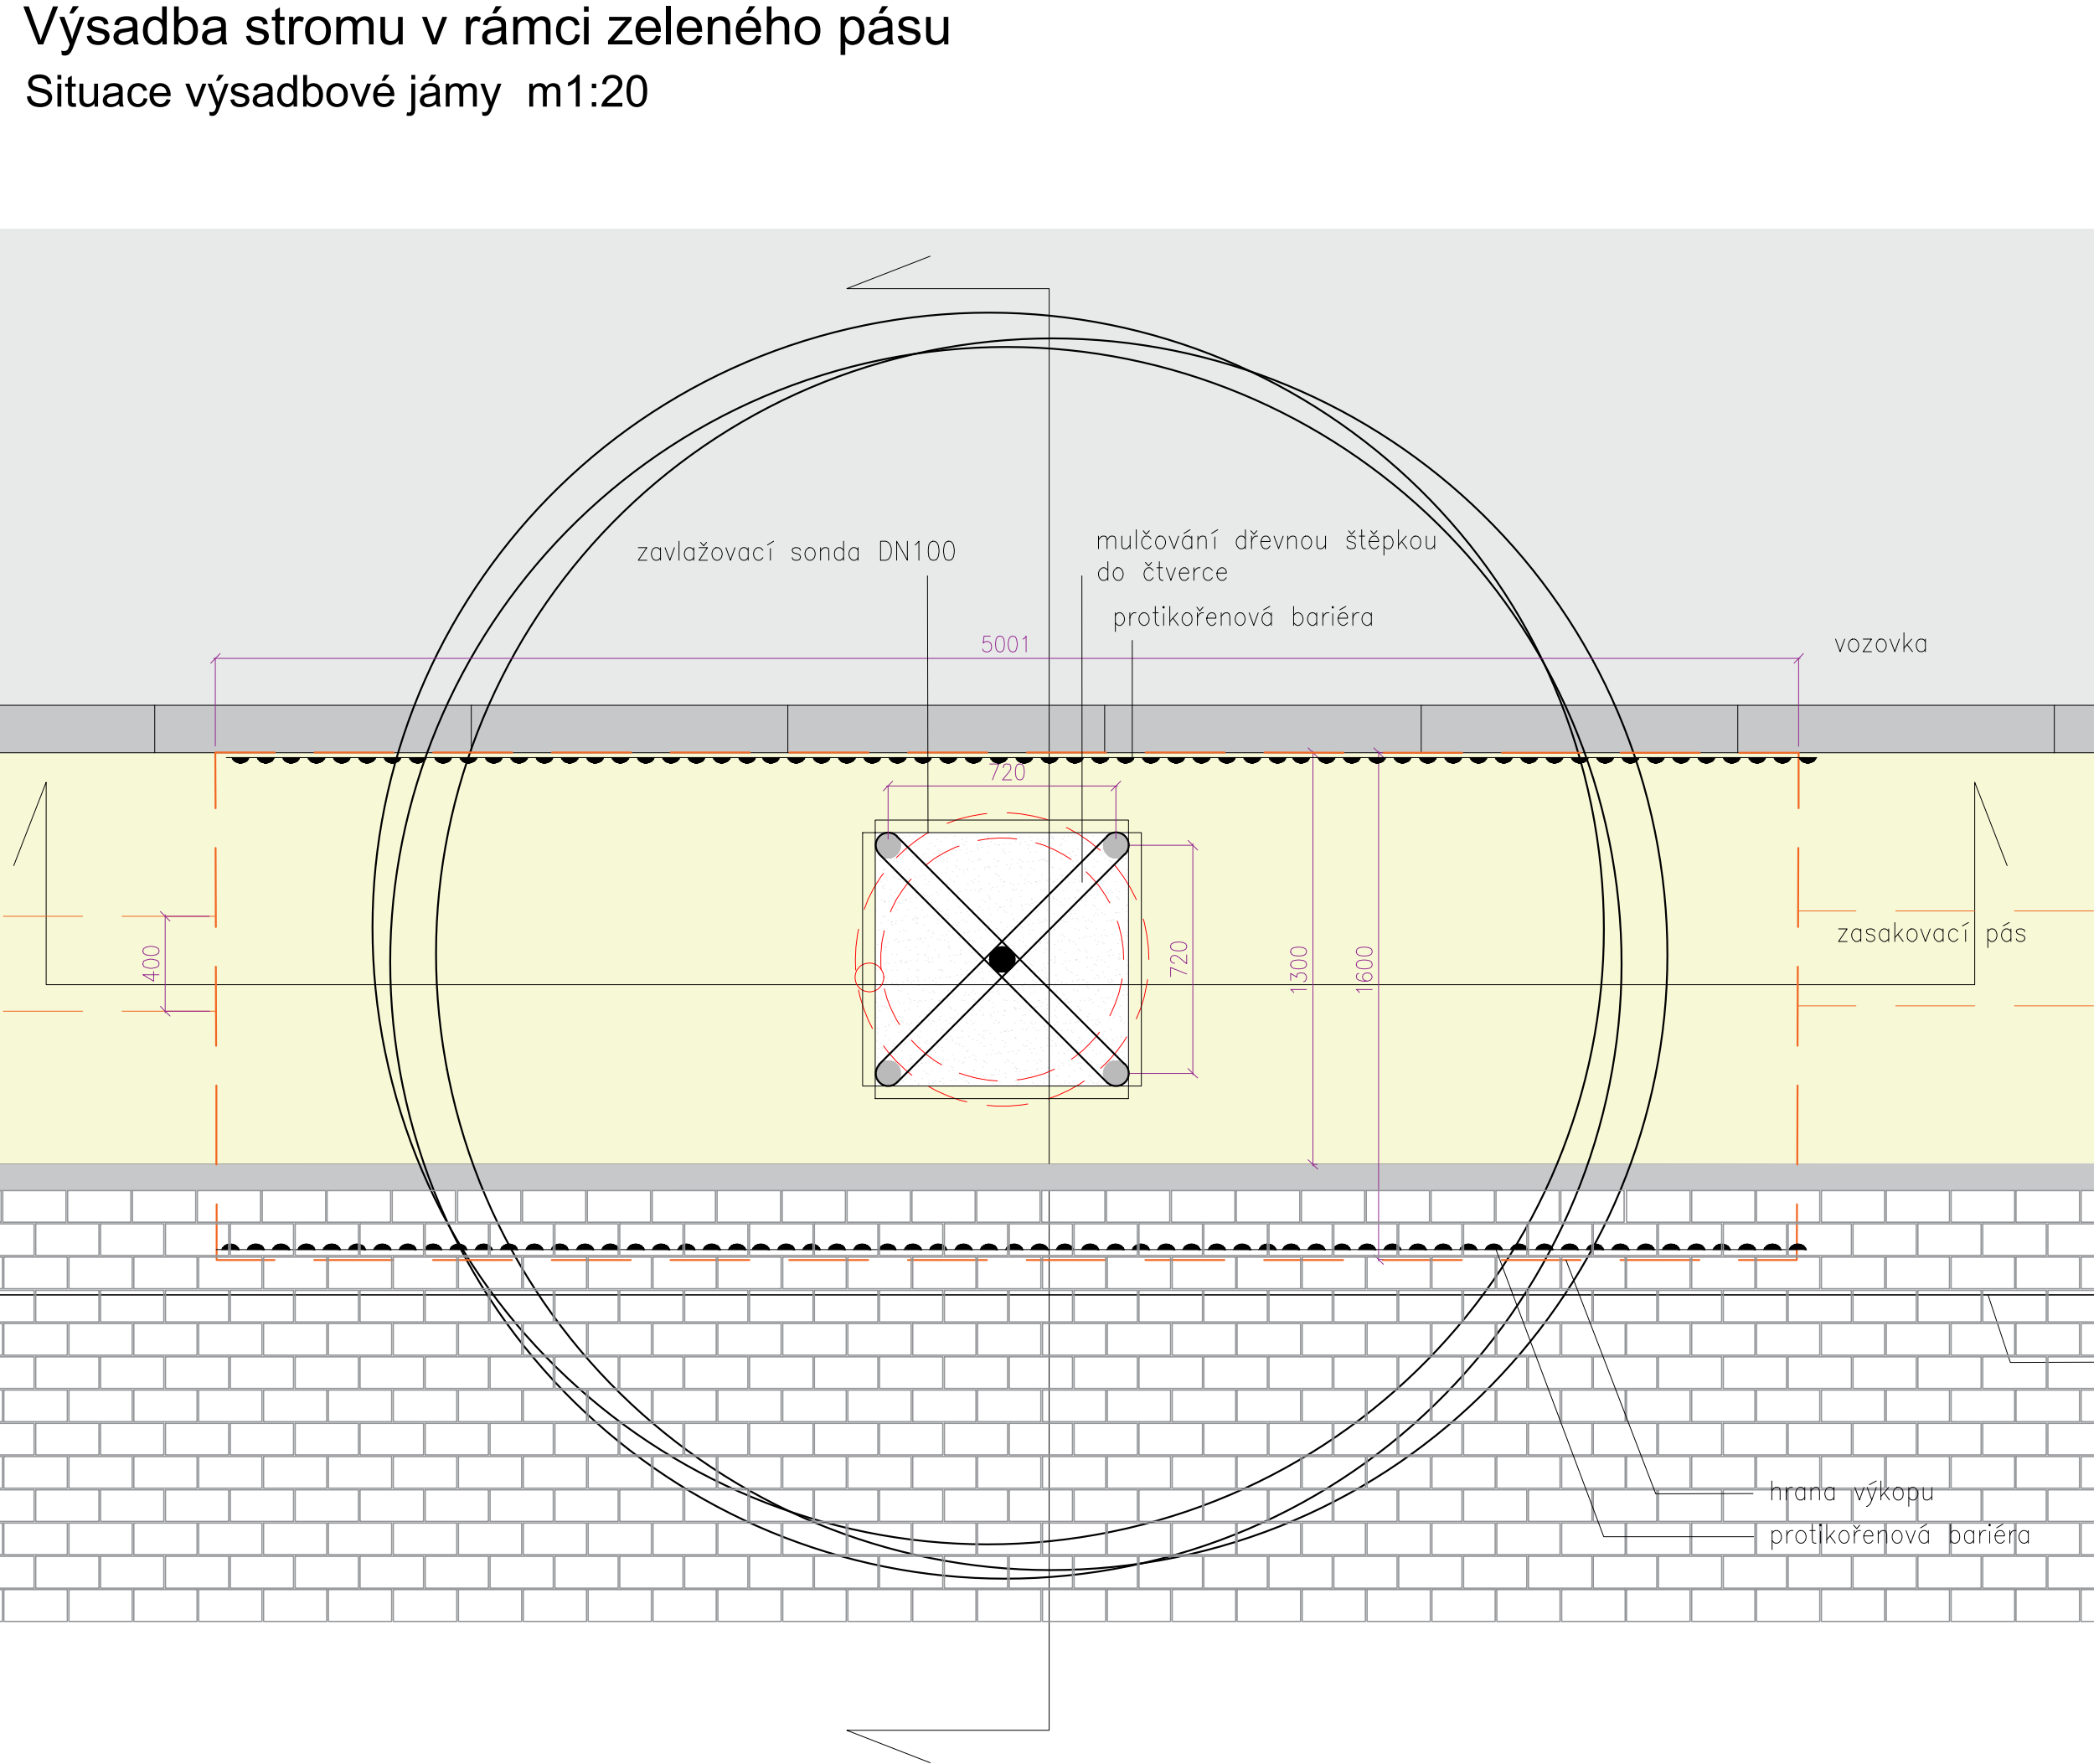 Výsadba stromu v rámci zeleného pásu
Situace výsadbové jámy  m1:20
zavlažovací sonda DN100
mulčování dřevnou štěpkou
do čtverce
protikořenová bariéra
5001
vozovka
720
400
720
1300
1600
zasakovací pás
hrana výkopu
protikořenová bariéra